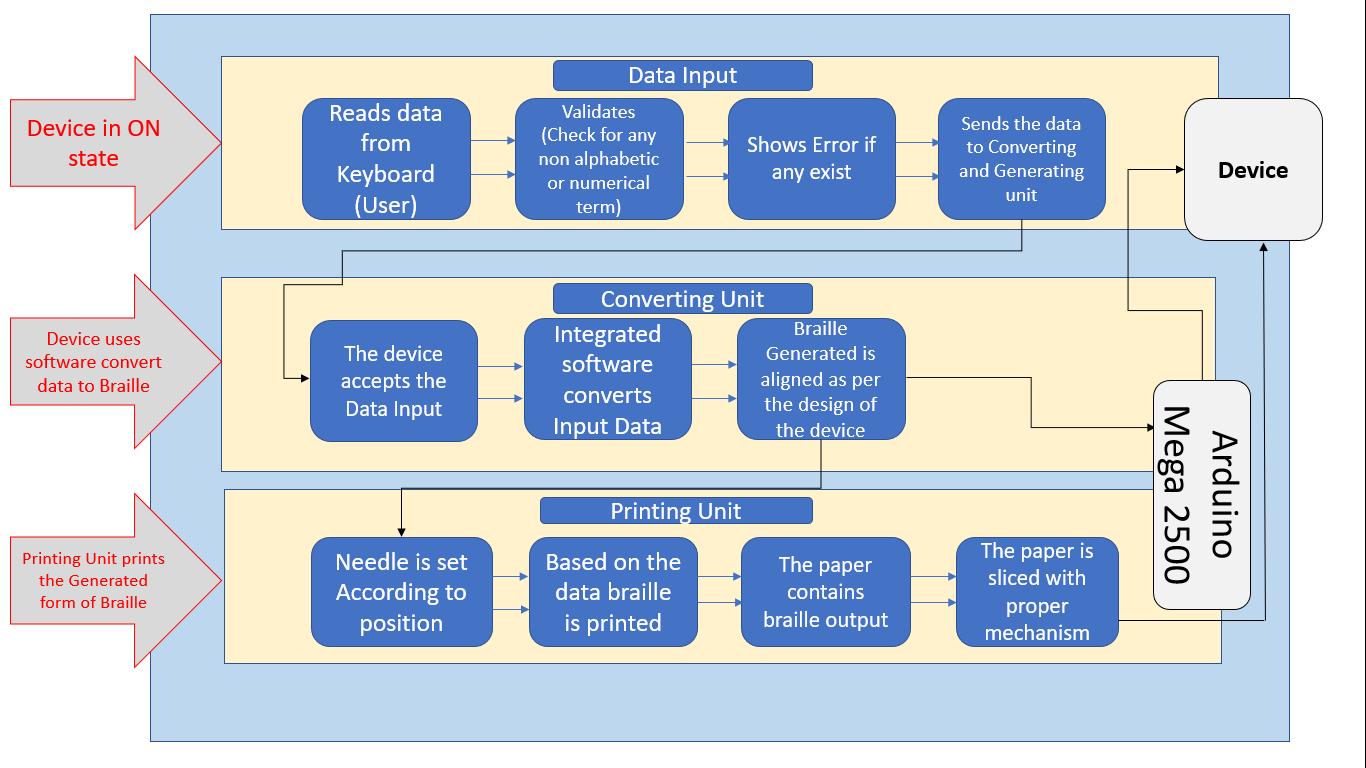 Data Input
Device in ON
state
Reads data
from
Keyboard
(User)
Validates
(Check for any
non alphabetic
or numerical
term)
Shows Error if
any exist
Sends the data
to Converting
and Generating
unit
Device
Converting Unit
Device uses
software convert
data to Braille
The device
accepts the
Data Input
Integrated
software
converts
Input Data
Braille
Generated is
aligned as per
the design of
the device
Arduino
Mega 2500
Printing Unit
Printing Unit prints
the Generated
form of Braille
Needle is set
According to
position
Based on the
data braille
is printed
The paper
contains
braille output
The paper is
sliced with
proper
mechanism